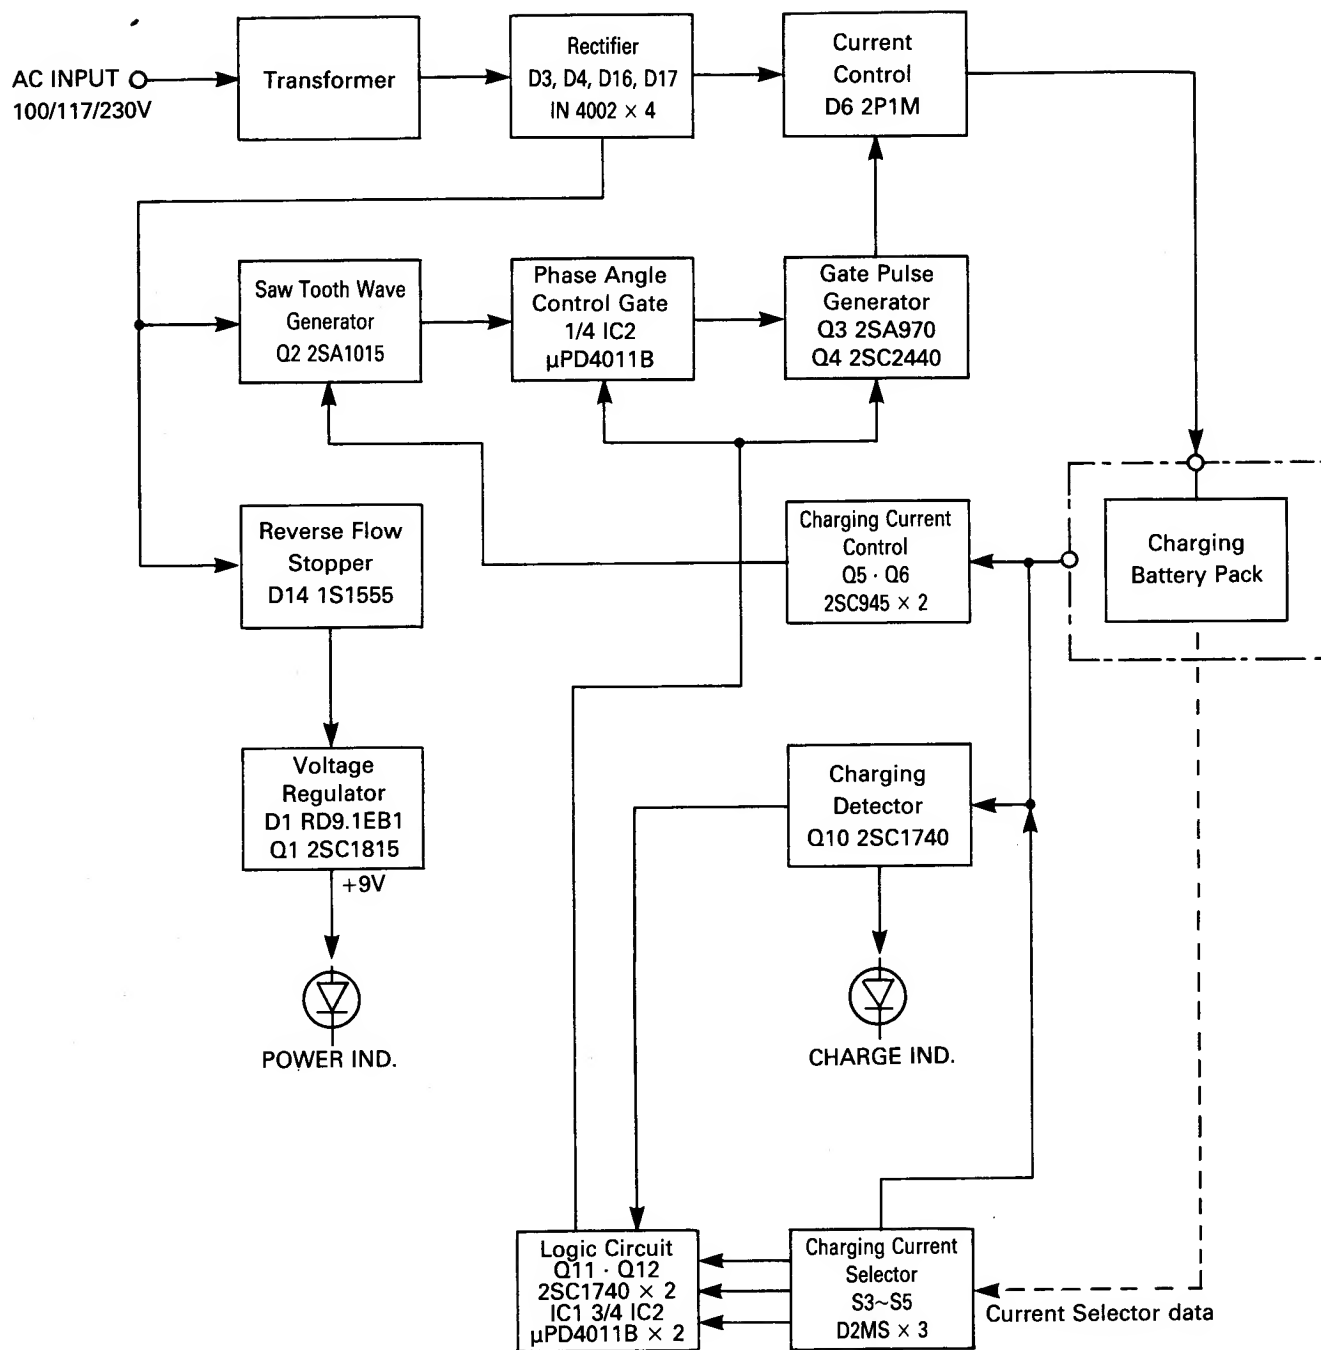 AC INPUT
100/117/230V
Transformer
Rectifier
D3, D4, D16, D17
IN 4002 × 4
Current
Control
D6 2P1M
Saw Tooth Wave
Generator
Q2 2SA1015
Phase Angle
Control Gate
1/4 IC2
μPD4011B
Gate Pulse
Generator
Q3 2SA970
Q4 2SC2440
Reverse Flow
Stopper
D14 1S1555
Charging Current
Control
Q5 · Q6
2SC945 × 2
Charging
Battery Pack
Voltage
Regulator
D1 RD9.1EB1
Q1 2SC1815
+9V
POWER IND.
Charging
Detector
Q10 2SC1740
CHARGE IND.
Logic Circuit
Q11 · Q12
2SC1740 × 2
IC1 3/4 IC2
μPD4011B × 2
Charging Current
Selector
S3~S5
D2MS × 3
Current Selector data